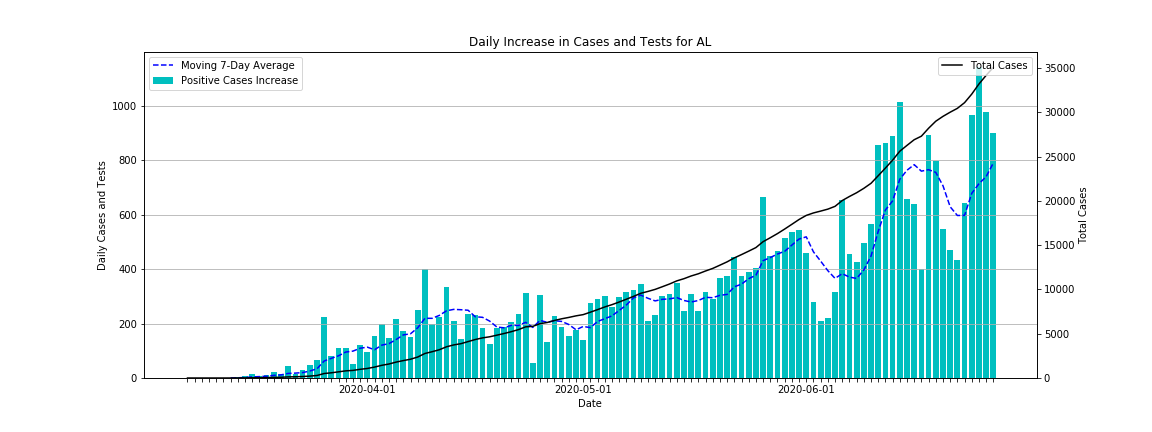 Daily Increase in Cases and Tests for AL
Moving 7-Day Average
Positive Cases Increase
Total Cases
1000
800
600
400
200
0
Daily Cases and Tests
35000
30000
25000
20000
15000
10000
5000
0
Total Cases
2020-04-01
2020-05-01
2020-06-01
Date